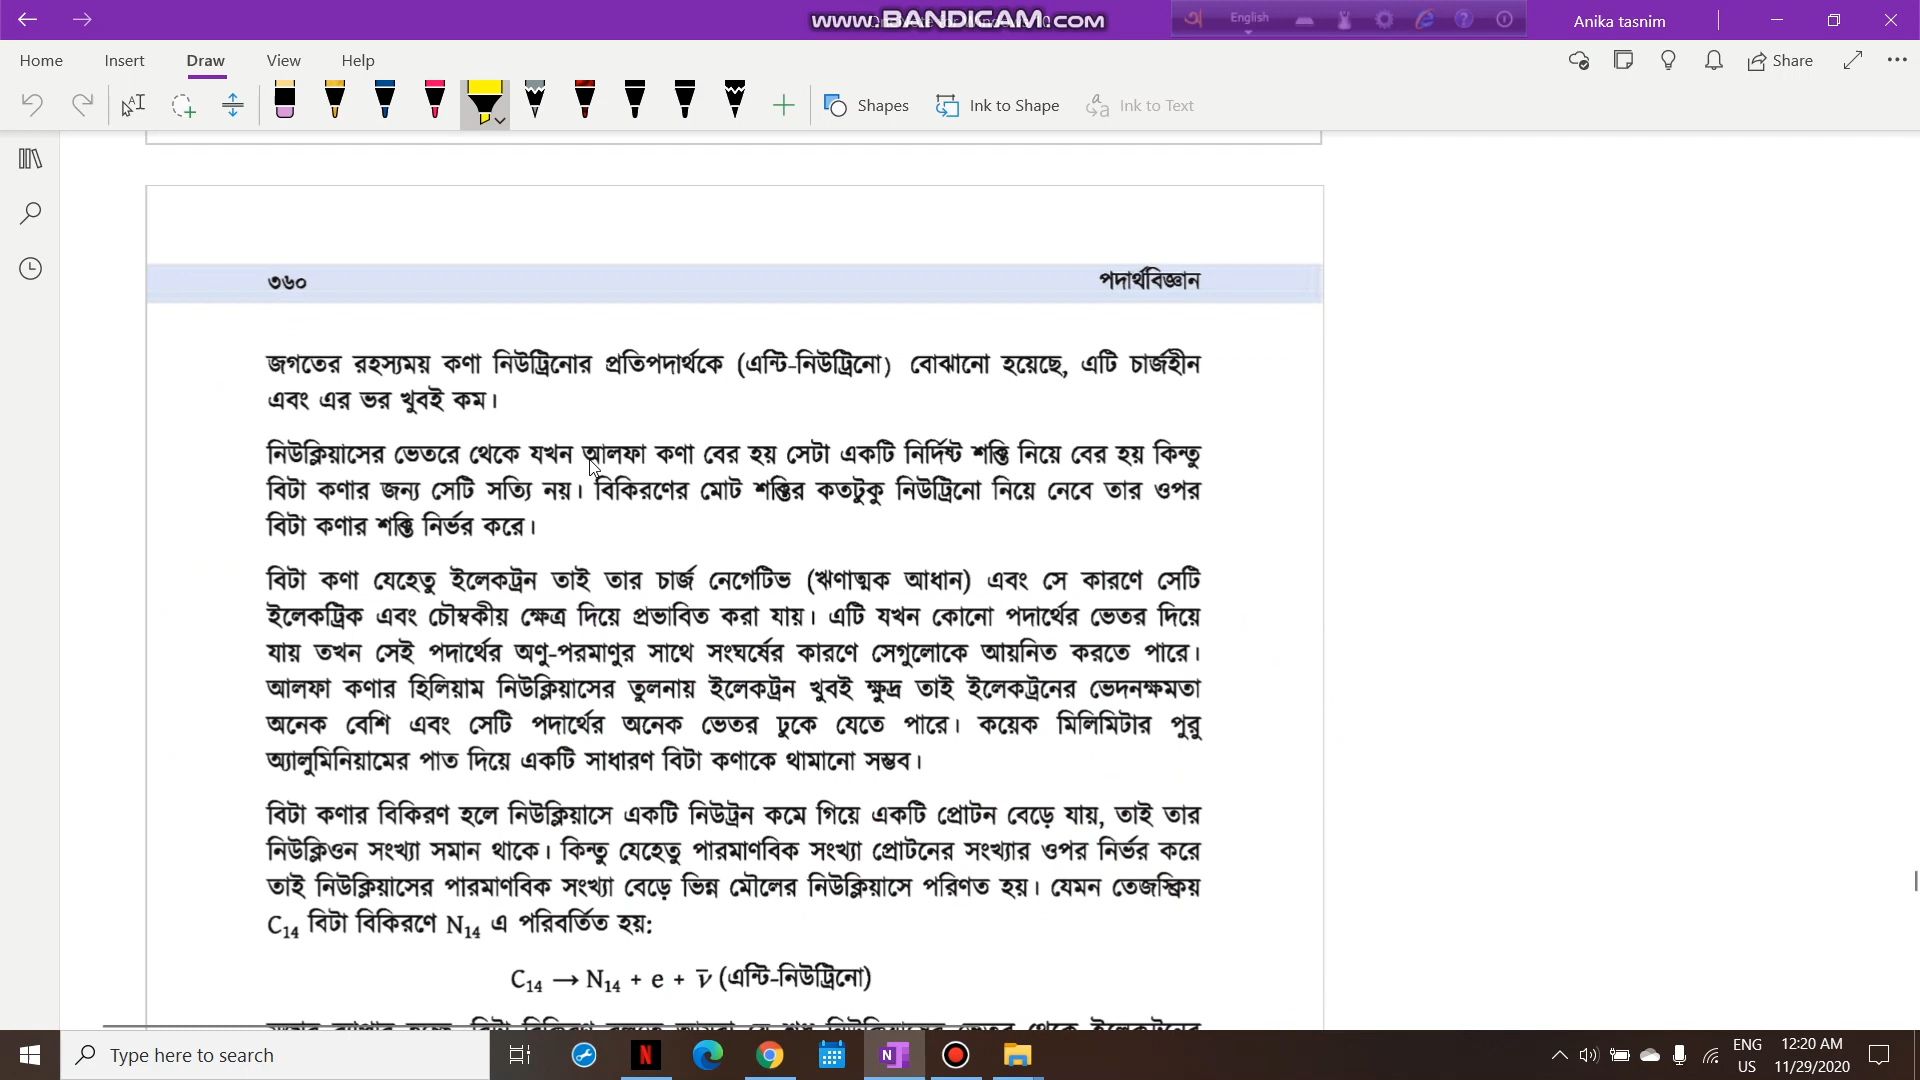 www.BANDICAM.com
English
Anika tasnim
Home Insert Draw View Help
Share
Shapes Ink to Shape Ink to Text
৩৬০ পদার্থবিজ্ঞান
জগতের রহস্যময় কণা নিউট্রিনোর প্রতিপদার্থকে (এন্টি-নিউট্রিনো) বোঝানো হয়েছে, এটি চার্জহীন
এবং এর ভর খুবই কম।
নিউক্লিয়াসের ভেতরে থেকে যখন আলফা কণা বের হয় সেটা একটি নির্দিষ্ট শক্তি নিয়ে বের হয় কিন্তু
বিটা কণার জন্য সেটি সত্যি নয়। বিকিরণের মোট শক্তির কতটুকু নিউট্রিনো নিয়ে নেবে তার ওপর
বিটা কণার শক্তি নির্ভর করে।
বিটা কণা যেহেতু ইলেকট্রন তাই তার চার্জ নেগেটিভ (ঋণাত্মক আধান) এবং সে কারণে সেটি
ইলেকট্রিক এবং চৌম্বকীয় ক্ষেত্র দিয়ে প্রভাবিত করা যায়। এটি যখন কোনো পদার্থের ভেতর দিয়ে
যায় তখন সেই পদার্থের অণু-পরমাণুর সাথে সংঘর্ষের কারণে সেগুলোকে আয়নিত করতে পারে।
আলফা কণার হিলিয়াম নিউক্লিয়াসের তুলনায় ইলেকট্রন খুবই ক্ষুদ্র তাই ইলেকট্রনের ভেদনক্ষমতা
অনেক বেশি এবং সেটি পদার্থের অনেক ভেতর ঢুকে যেতে পারে। কয়েক মিলিমিটার পুরু
অ্যালুমিনিয়ামের পাত দিয়ে একটি সাধারণ বিটা কণাকে থামানো সম্ভব।
বিটা কণার বিকিরণ হলে নিউক্লিয়াসে একটি নিউট্রন কমে গিয়ে একটি প্রোটন বেড়ে যায়, তাই তার
নিউক্লিওন সংখ্যা সমান থাকে। কিন্তু যেহেতু পারমাণবিক সংখ্যা প্রোটনের সংখ্যার ওপর নির্ভর করে
তাই নিউক্লিয়াসের পারমাণবিক সংখ্যা বেড়ে ভিন্ন মৌলের নিউক্লিয়াসে পরিণত হয়। যেমন তেজস্ক্রিয়
C₁₄ বিটা বিকিরণে N₁₄ এ পরিবর্তিত হয়:
C₁₄ → N₁₄ + e + ν̄ (এন্টি-নিউট্রিনো)
Type here to search
ENG
US
12:20 AM
11/29/2020